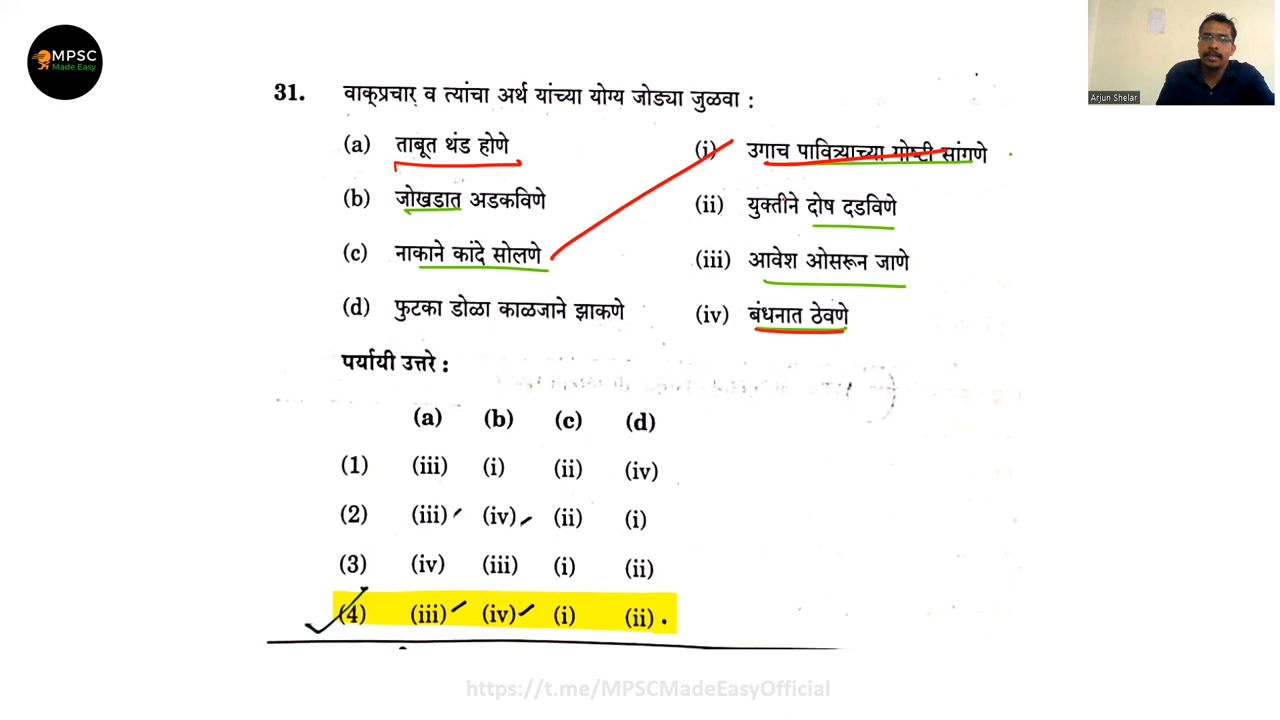 MPSC
Made Easy
Arjun Shelar
31. वाक्प्रचार व त्यांचा अर्थ यांच्या योग्य जोड्या जुळवा :
(a) ताबूत थंड होणे (i) उगाच पावित्र्याच्या गोष्टी सांगणे
(b) जोखडात अडकविणे (ii) युक्तीने दोष दडविणे
(c) नाकाने कांदे सोलणे (iii) आवेश ओसरून जाणे
(d) फुटका डोळा काळजाने झाकणे (iv) बंधनात ठेवणे
पर्यायी उत्तरे :
(a) (b) (c) (d)
(1) (iii) (i) (ii) (iv)
(2) (iii) (iv) (ii) (i)
(3) (iv) (iii) (i) (ii)
(4) (iii) (iv) (i) (ii)
https://t.me/MPSCMadeEasyOfficial